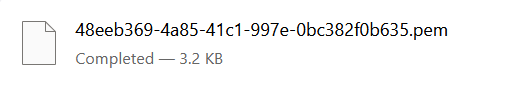 48eeb369-4a85-41c1-997e-0bc382f0b635.pem
Completed — 3.2 KB